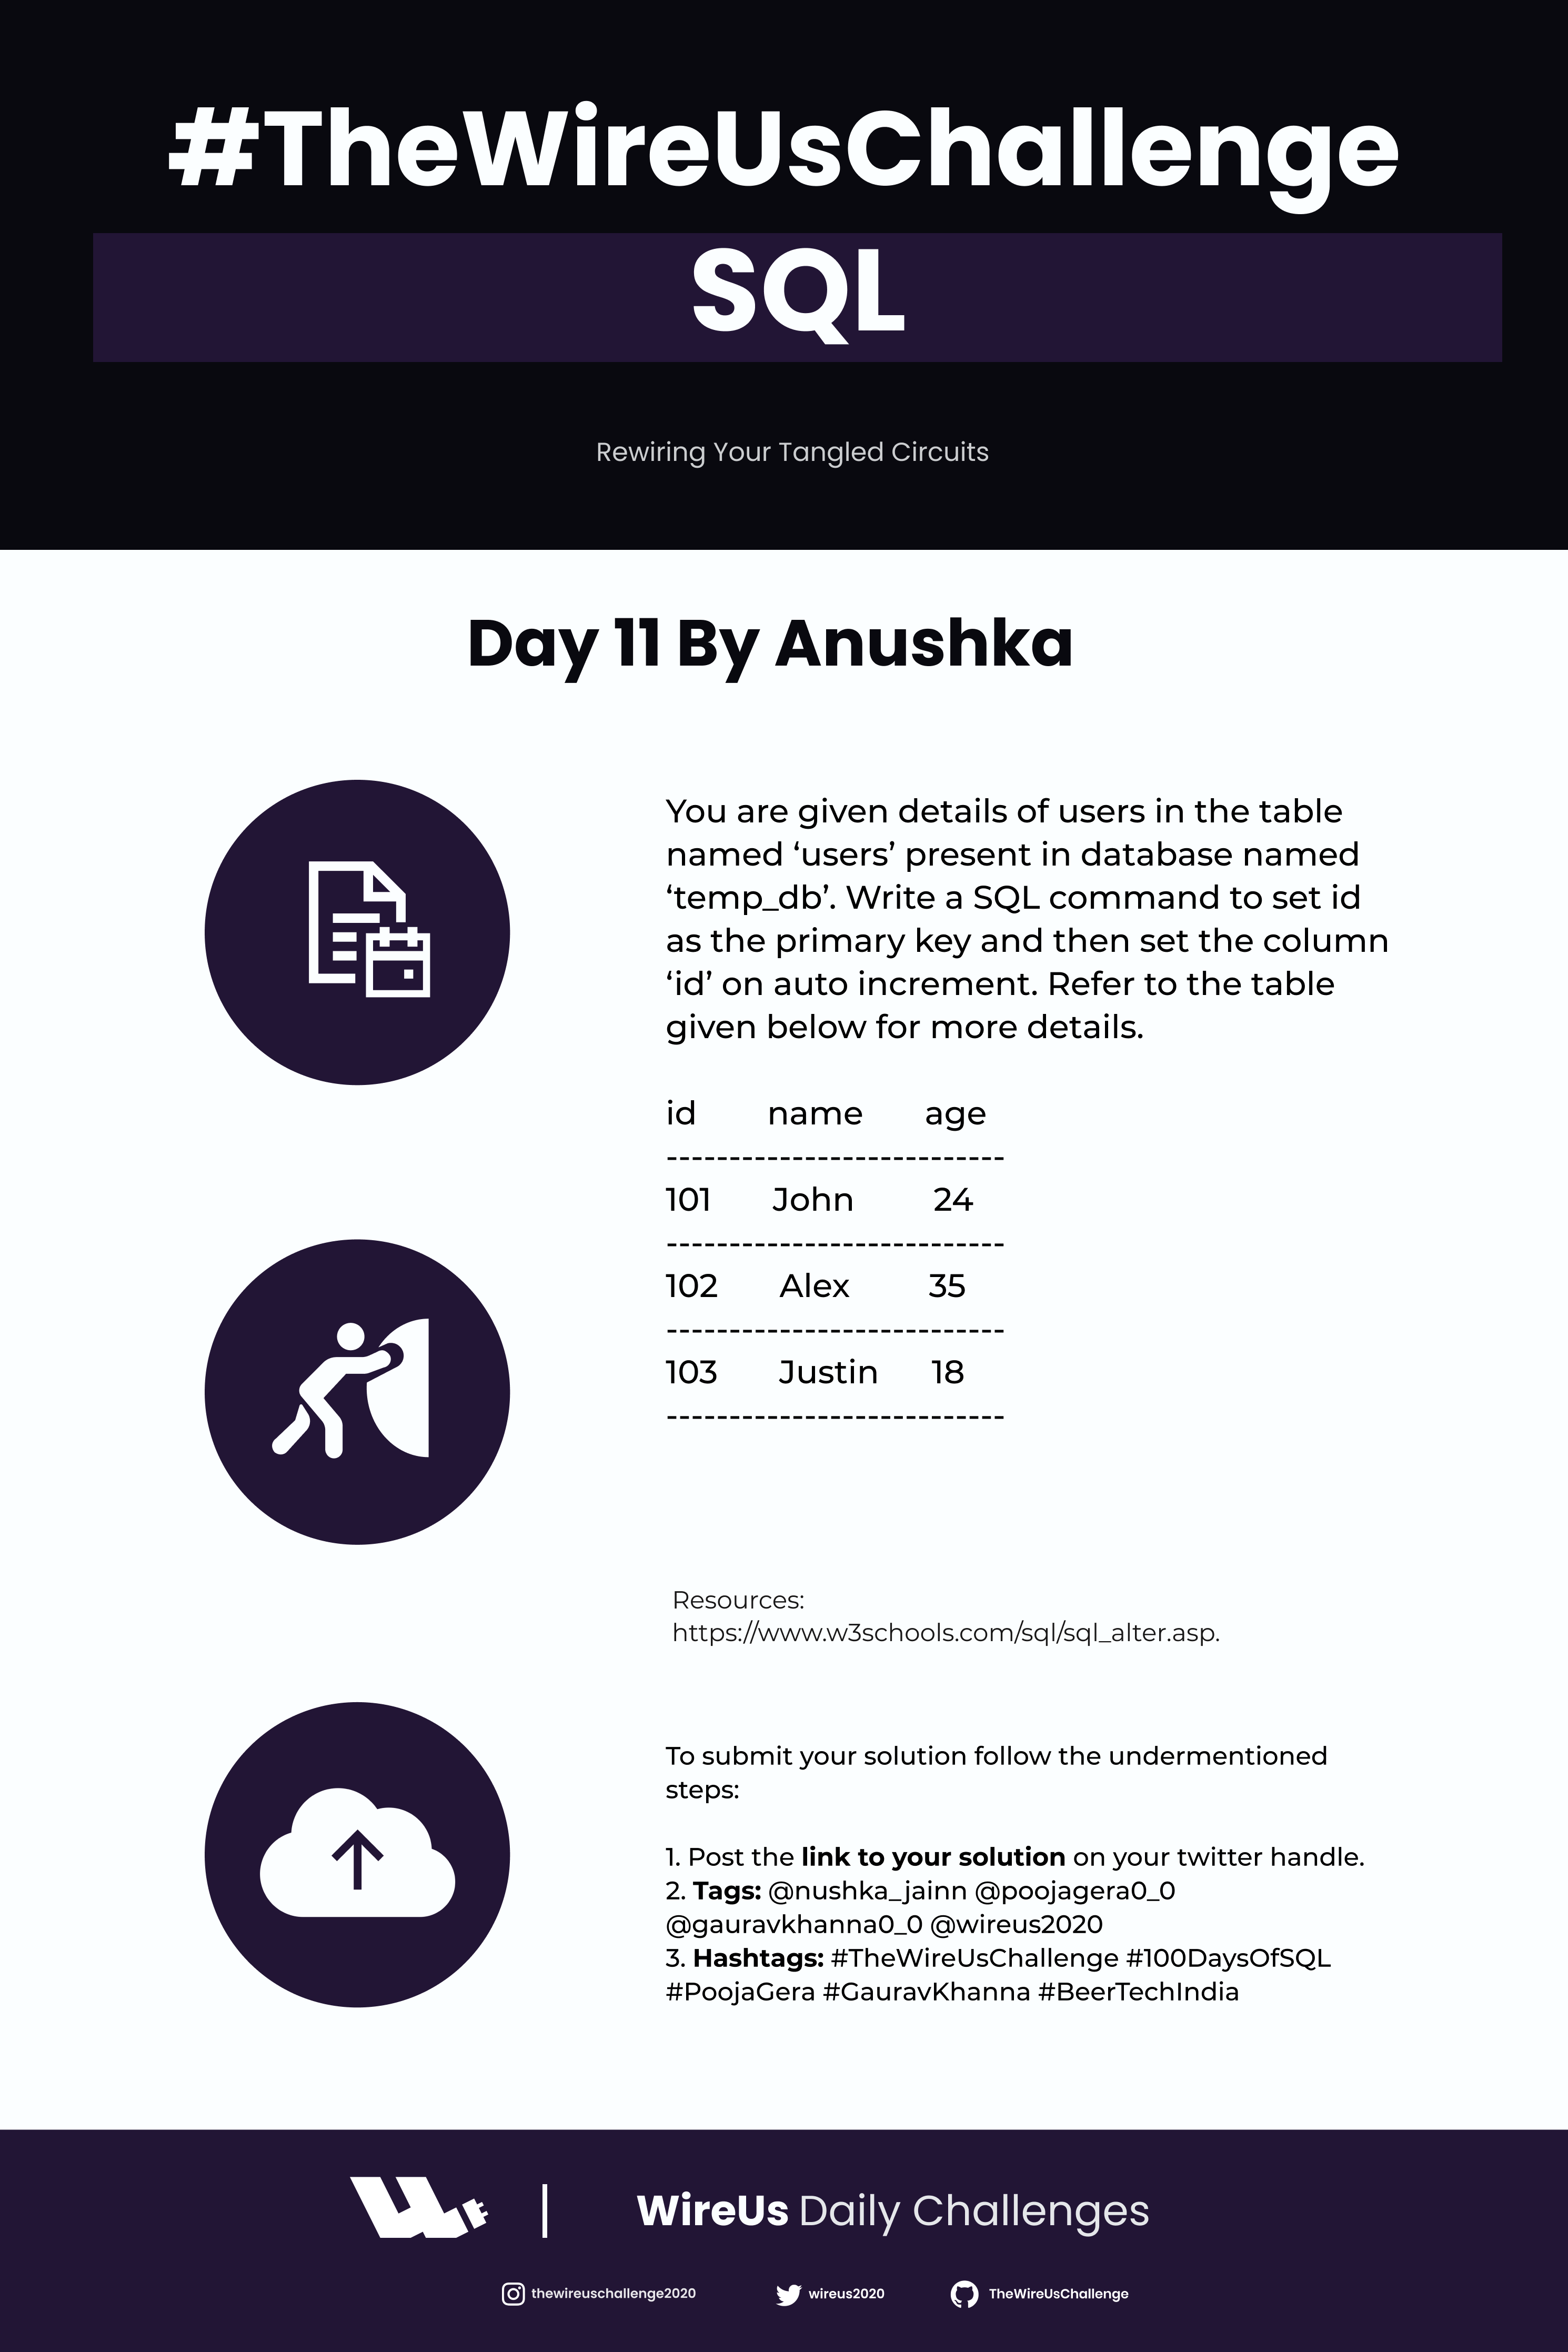 #TheWireUsChallenge
SQL
Rewiring Your Tangled Circuits
Day 11 By Anushka
You are given details of users in the table
named ‘users’ present in database named
‘temp_db’. Write a SQL command to set id
as the primary key and then set the column
‘id’ on auto increment. Refer to the table
given below for more details.
id name age
---------------------------
101 John 24
---------------------------
102 Alex 35
---------------------------
103 Justin 18
---------------------------
Resources:
https://www.w3schools.com/sql/sql_alter.asp.
To submit your solution follow the undermentioned
steps:
1. Post the link to your solution on your twitter handle.
2. Tags: @nushka_jainn @poojagera0_0
@gauravkhanna0_0 @wireus2020
3. Hashtags: #TheWireUsChallenge #100DaysOfSQL
#PoojaGera #GauravKhanna #BeerTechIndia
WireUs Daily Challenges
thewireuschallenge2020 wireus2020 TheWireUsChallenge